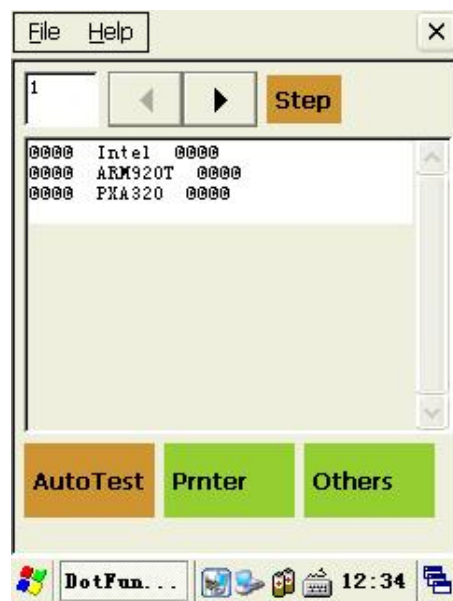 File Help
1
Step
0000 Intel 0000
0000 ARM920T 0000
0000 PXA320 0000
AutoTest Prnter Others
DotFun... 12:34